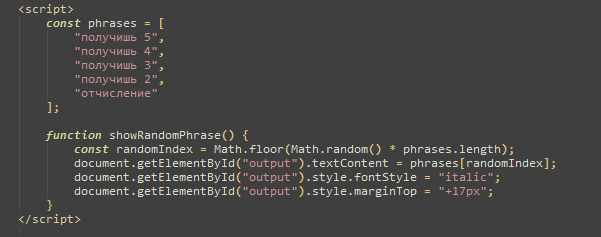 <script>
const phrases = [
"получишь 5",
"получишь 4",
"получишь 3",
"получишь 2",
"отчисление"
];
function showRandomPhrase() {
const randomIndex = Math.floor(Math.random() * phrases.length);
document.getElementById("output").textContent = phrases[randomIndex];
document.getElementById("output").style.fontStyle = "italic";
document.getElementById("output").style.marginTop = "+17px";
}
</script>